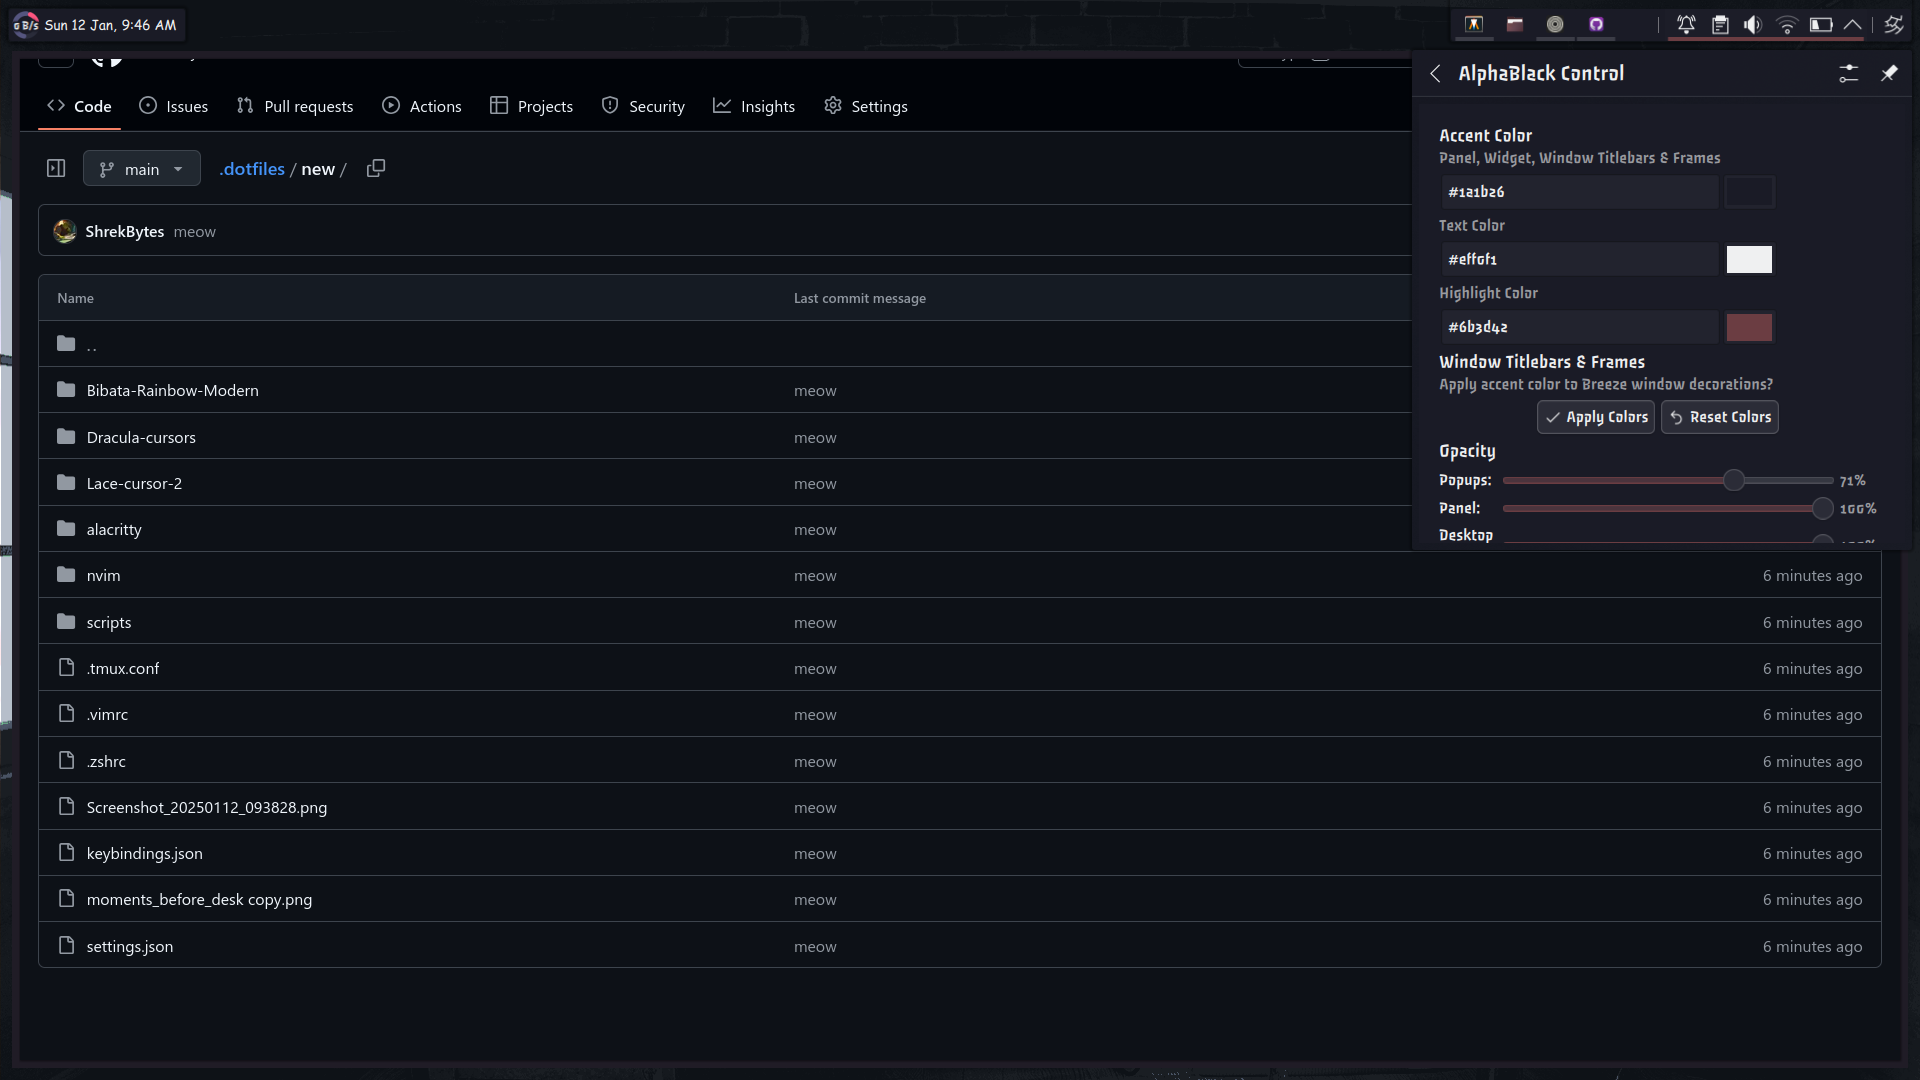 Sun 12 Jan, 9:46 AM
Code
Issues
Pull requests
Actions
Projects
Security
Insights
Settings
main
.dotfiles / new /
ShrekBytes meow
Name Last commit message
..
Bibata-Rainbow-Modern meow
Dracula-cursors meow
Lace-cursor-2 meow
alacritty meow
nvim meow 6 minutes ago
scripts meow 6 minutes ago
.tmux.conf meow 6 minutes ago
.vimrc meow 6 minutes ago
.zshrc meow 6 minutes ago
Screenshot_20250112_093828.png meow 6 minutes ago
keybindings.json meow 6 minutes ago
moments_before_desk copy.png meow 6 minutes ago
settings.json meow 6 minutes ago
AlphaBlack Control
Accent Color
Panel, Widget, Window Titlebars & Frames
#1a1b26
Text Color
#eff0f1
Highlight Color
#6b3d42
Window Titlebars & Frames
Apply accent color to Breeze window decorations?
Apply Colors
Reset Colors
Opacity
Popups: 71%
Panel: 100%
Desktop